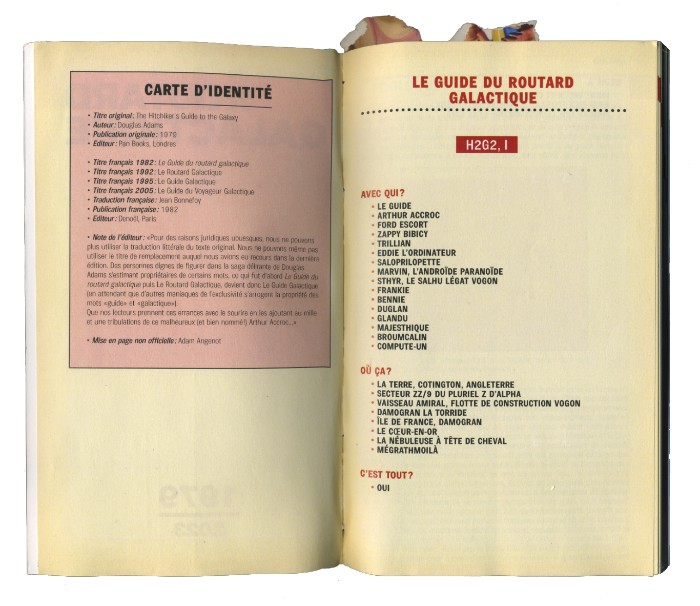 CARTE D'IDENTITÉ
• Titre original: The Hitchiker's Guide to the Galaxy
• Auteur: Douglas Adams
• Publication originale: 1979
• Editeur: Pan Books, Londres
• Titre français 1982: Le Guide du routard galactique
• Titre français 1992: Le Routard Galactique
• Titre français 1995: Le Guide Galactique
• Titre français 2005: Le Guide du Voyageur Galactique
• Traduction française: Jean Bonnefoy
• Publication française: 1982
• Editeur: Denoël, Paris
• Note de l'éditeur: «Pour des raisons juridiques ubuesques, nous ne pouvons
plus utiliser la traduction littérale du texte original. Nous ne pouvons même pas
utiliser le titre de remplacement auquel nous avions eu recours dans la dernière
édition. Des personnes dignes de figurer dans la saga délirante de Douglas
Adams s'estimant propriétaires de certains mots, ce qui fut d'abord Le Guide du
routard galactique puis Le Routard Galactique, devient donc Le Guide Galactique
(en attendant que d'autres maniaques de l'exclusivité s'arrogent la propriété des
mots «guide» et «galactique»).
Que nos lecteurs prennent ces errances avec le sourire en les ajoutant au mille
et une tribulations de ce malheureux (et bien nommé!) Arthur Accroc...»
• Mise en page non officielle: Adam Angenot
1979
2023
LE GUIDE DU ROUTARD
GALACTIQUE
H2G2, I
AVEC QUI?
• LE GUIDE
• ARTHUR ACCROC
• FORD ESCORT
• ZAPPY BIBICY
• TRILLIAN
• EDDIE L'ORDINATEUR
• SALOPRILOPETTE
• MARVIN, L'ANDROÏDE PARANOÏDE
• STHYR, LE SALHU LÉGAT VOGON
• FRANKIE
• BENNIE
• DUGLAN
• GLANDU
• MAJESTHIQUE
• BROUMCALIN
• COMPUTE-UN
OÙ ÇA?
• LA TERRE, COTINGTON, ANGLETERRE
• SECTEUR ZZ/9 DU PLURIEL Z D'ALPHA
• VAISSEAU AMIRAL, FLOTTE DE CONSTRUCTION VOGON
• DAMOGRAN LA TORRIDE
• ÎLE DE FRANCE, DAMOGRAN
• LE CŒUR-EN-OR
• LA NÉBULEUSE À TÊTE DE CHEVAL
• MÉGRATHMOILÀ
C'EST TOUT?
• OUI